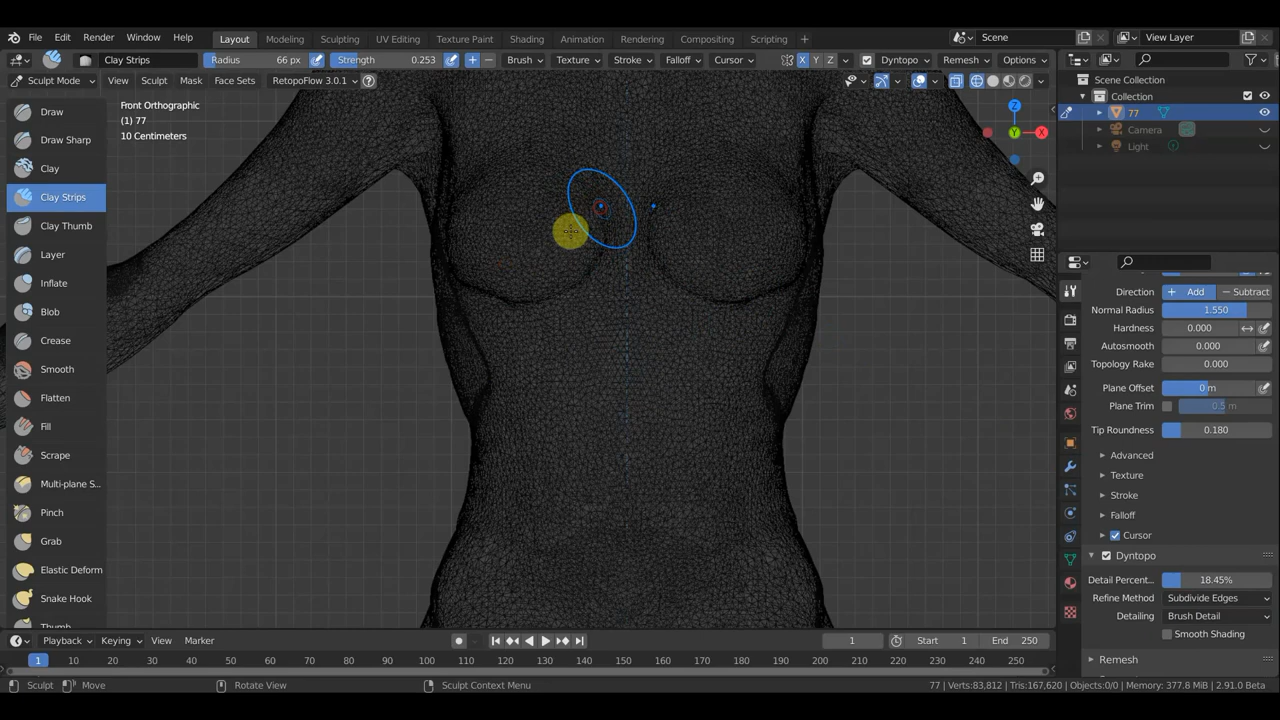 File Edit Render Window Help Layout Modeling Sculpting UV Editing Texture Paint Shading Animation Rendering Compositing Scripting + Scene View Layer
Clay Strips Radius 66 px Strength 0.253 + − Brush Texture Stroke Falloff Cursor X Y Z Dyntopo Remesh Options
Sculpt Mode View Sculpt Mask Face Sets RetopoFlow 3.0.1 ?
Scene Collection
Collection
77
Camera
Light
Front Orthographic
(1) 77
10 Centimeters
Z
Y
X
Draw
Draw Sharp
Clay
Clay Strips
Clay Thumb
Layer
Inflate
Blob
Crease
Smooth
Flatten
Fill
Scrape
Multi-plane S...
Pinch
Grab
Elastic Deform
Snake Hook
Thumb
Direction + Add − Subtract
Normal Radius 1.550
Hardness 0.000
Autosmooth 0.000
Topology Rake 0.000
Plane Offset 0 m
Plane Trim 0.5 m
Tip Roundness 0.180
Advanced
Texture
Stroke
Falloff
Cursor
Dyntopo
Detail Percent... 18.45%
Refine Method Subdivide Edges
Detailing Brush Detail
Smooth Shading
Remesh
Playback Keying View Marker 1 Start 1 End 250
1 10 20 30 40 50 60 70 80 90 100 110 120 130 140 150 160 170 180 190 200 210 220 230 240 250
Sculpt Move Rotate View Sculpt Context Menu 77 | Verts:83,812 | Tris:167,620 | Objects:0/0 | Memory: 377.8 MiB | 2.91.0 Beta